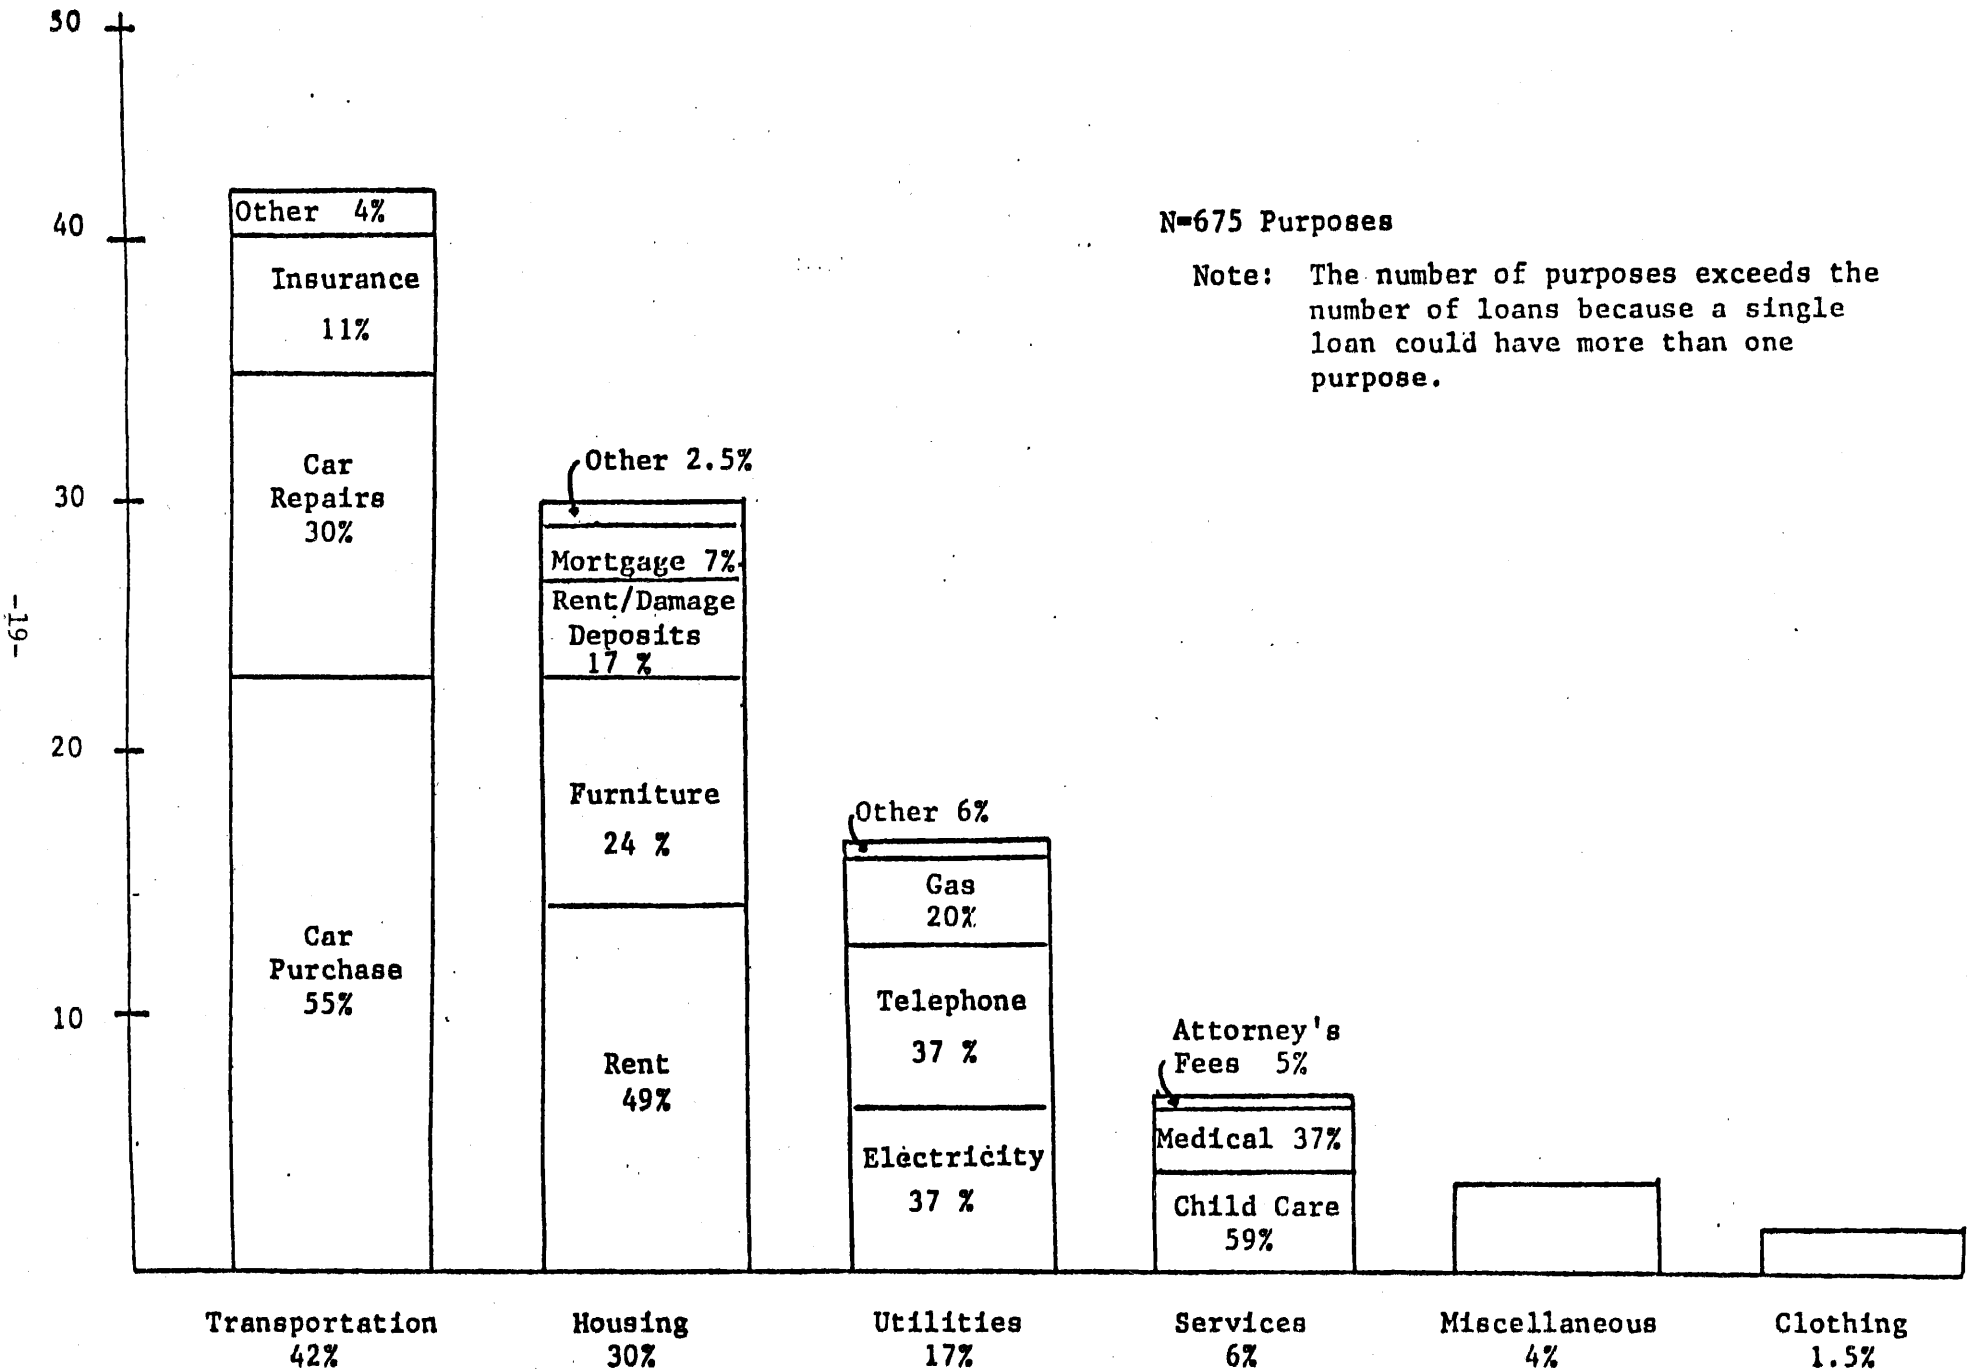 50
40
30
20
10
-19-
N=675 Purposes
Note: The number of purposes exceeds the
number of loans because a single
loan could have more than one
purpose.
Other 4%
Insurance
11%
Car
Repairs
30%
Car
Purchase
55%
Other 2.5%
Mortgage 7%
Rent/Damage
Deposits
17 %
Furniture
24 %
Rent
49%
Other 6%
Gas
20%
Telephone
37 %
Electricity
37 %
Attorney's
Fees 5%
Medical 37%
Child Care
59%
Transportation
42%
Housing
30%
Utilities
17%
Services
6%
Miscellaneous
4%
Clothing
1.5%